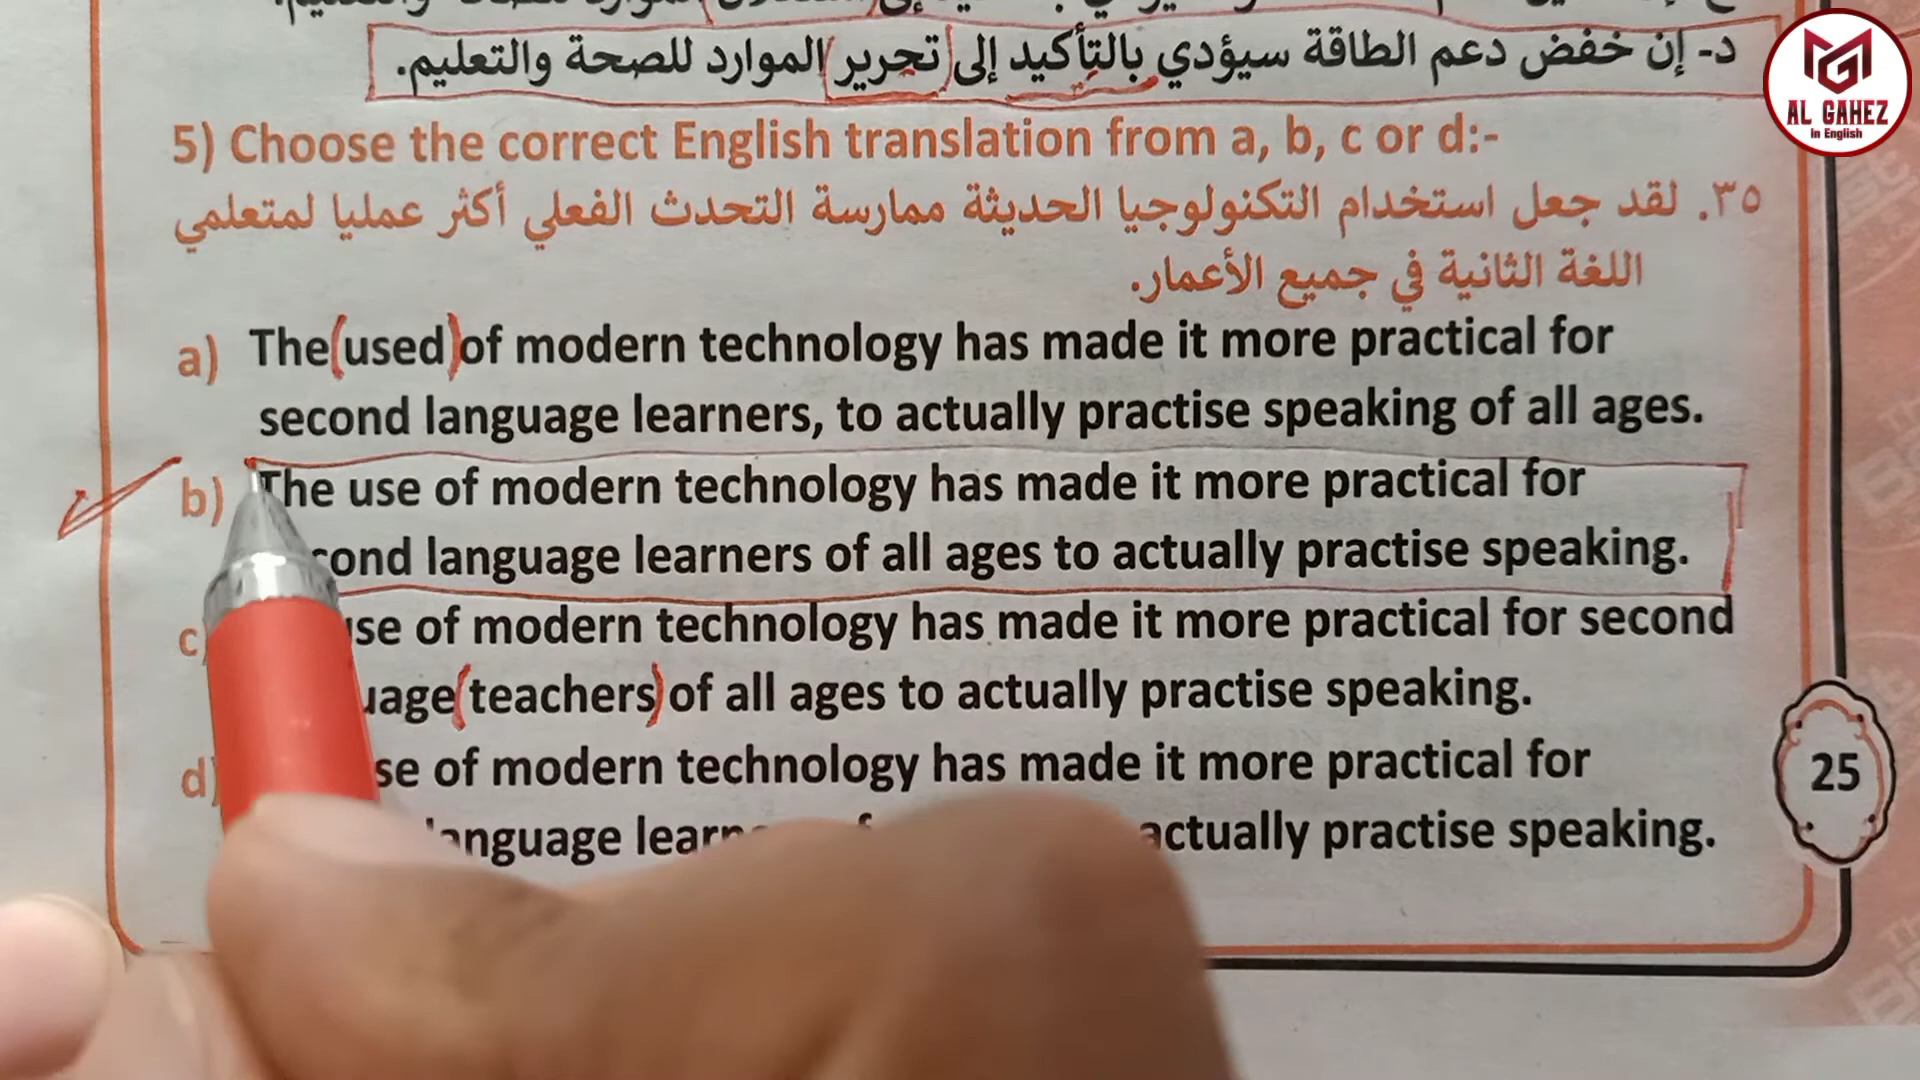 د- إن خفض دعم الطاقة سيؤدي بالتأكيد إلى تحرير الموارد للصحة والتعليم.
AL GAHEZ
in English
5) Choose the correct English translation from a, b, c or d:-
٣٥. لقد جعل استخدام التكنولوجيا الحديثة ممارسة التحدث الفعلي أكثر عمليا لمتعلمي
اللغة الثانية في جميع الأعمار.
a) The (used) of modern technology has made it more practical for
second language learners, to actually practise speaking of all ages.
b) The use of modern technology has made it more practical for
language learners of all ages to actually practise speaking.
c) of modern technology has made it more practical for second
(teachers) of all ages to actually practise speaking.
d) of modern technology has made it more practical for
actually practise speaking.
25